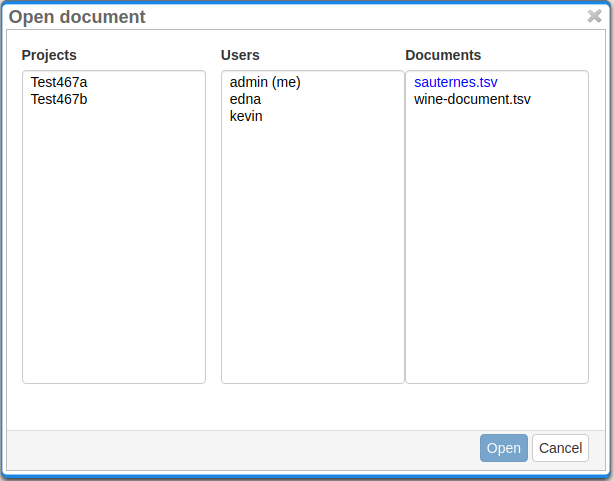 Open document
Projects
Test467a
Test467b
Users
admin (me)
edna
kevin
Documents
sauternes.tsv
wine-document.tsv
Open
Cancel